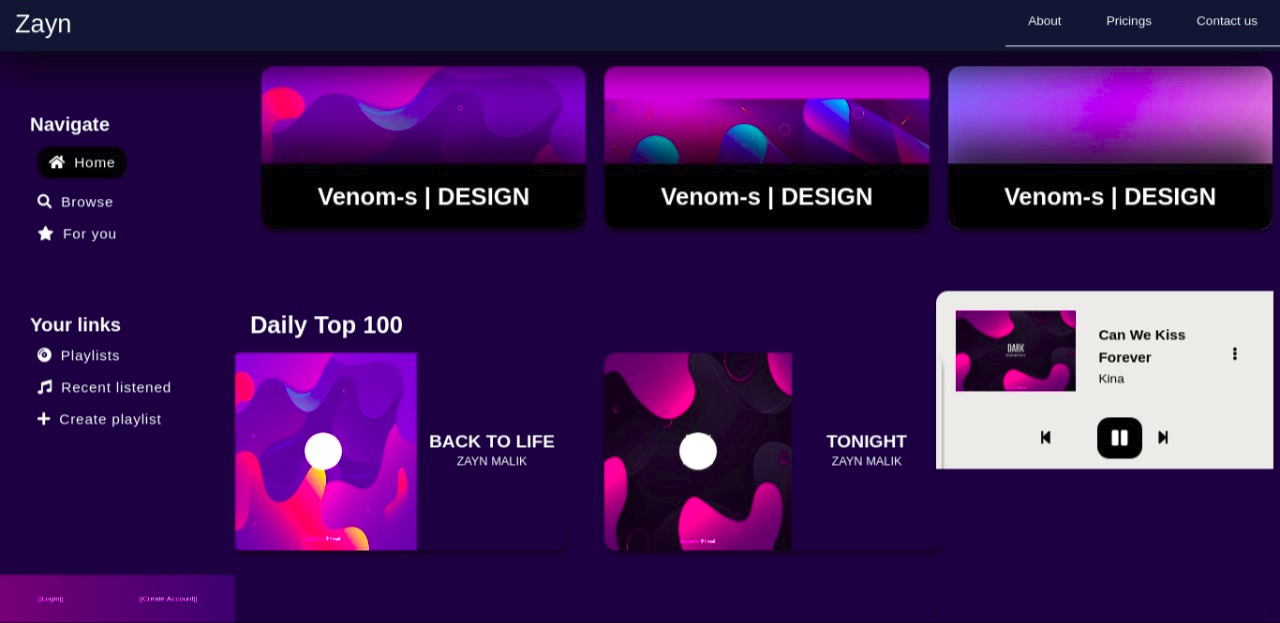 Zayn
About Pricings Contact us
Navigate
Home
Browse
For you
Venom-s | DESIGN
Venom-s | DESIGN
Venom-s | DESIGN
Your links
Playlists
Recent listened
Create playlist
Daily Top 100
BACK TO LIFE
ZAYN MALIK
TONIGHT
ZAYN MALIK
DARK
Can We Kiss
Forever
Kina
||Login|| ||Create Account||